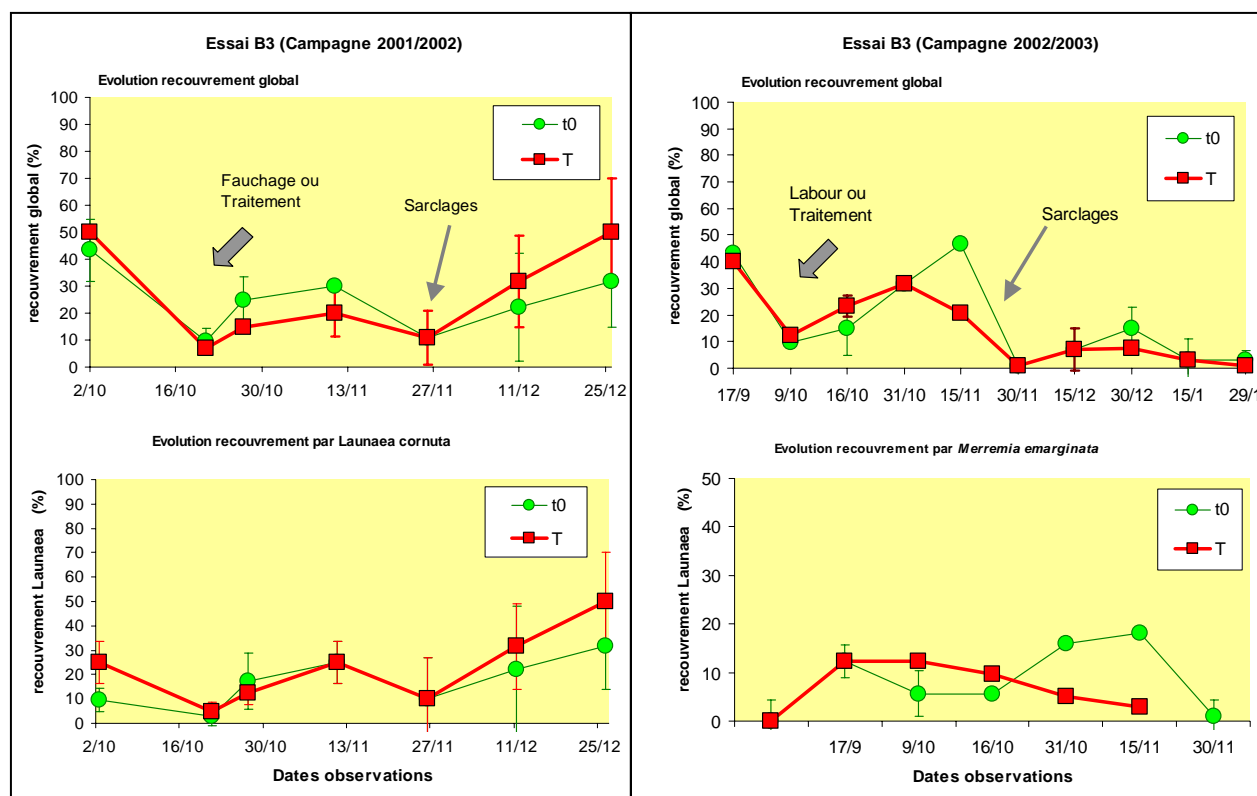 Essai B3 (Campagne 2001/2002)
Evolution recouvrement global
recouvrement global (%)
100
90
80
70
60
50
40
30
20
10
0
t0
T
Fauchage ou
Traitement
Sarclages
2/10 16/10 30/10 13/11 27/11 11/12 25/12
Evolution recouvrement par Launaea cornuta
recouvrement Launaea (%)
100
90
80
70
60
50
40
30
20
10
0
t0
T
2/10 16/10 30/10 13/11 27/11 11/12 25/12
Dates observations
Essai B3 (Campagne 2002/2003)
Evolution recouvrement global
recouvrement global (%)
100
90
80
70
60
50
40
30
20
10
0
t0
T
Labour ou
Traitement
Sarclages
17/9 9/10 16/10 31/10 15/11 30/11 15/12 30/12 15/1 29/1
Evolution recouvrement par Merremia emarginata
recouvrement Launaea (%)
50
40
30
20
10
0
t0
T
17/9 9/10 16/10 31/10 15/11 30/11
Dates observations